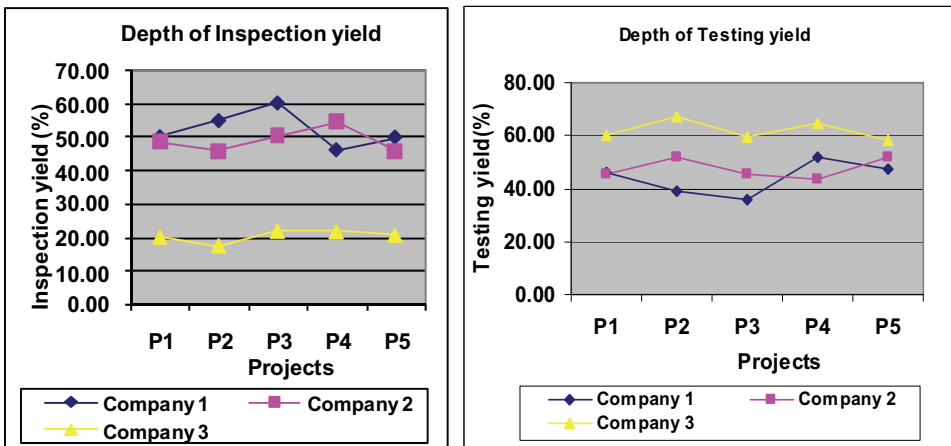 Depth of Inspection yield
Inspection yield (%)
70.00
60.00
50.00
40.00
30.00
20.00
10.00
0.00
P1 P2 P3 P4 P5
Projects
Company 1 Company 2
Company 3
Depth of Testing yield
Testing yield(%)
80.00
60.00
40.00
20.00
0.00
P1 P2 P3 P4 P5
Projects
Company 1 Company 2
Company 3